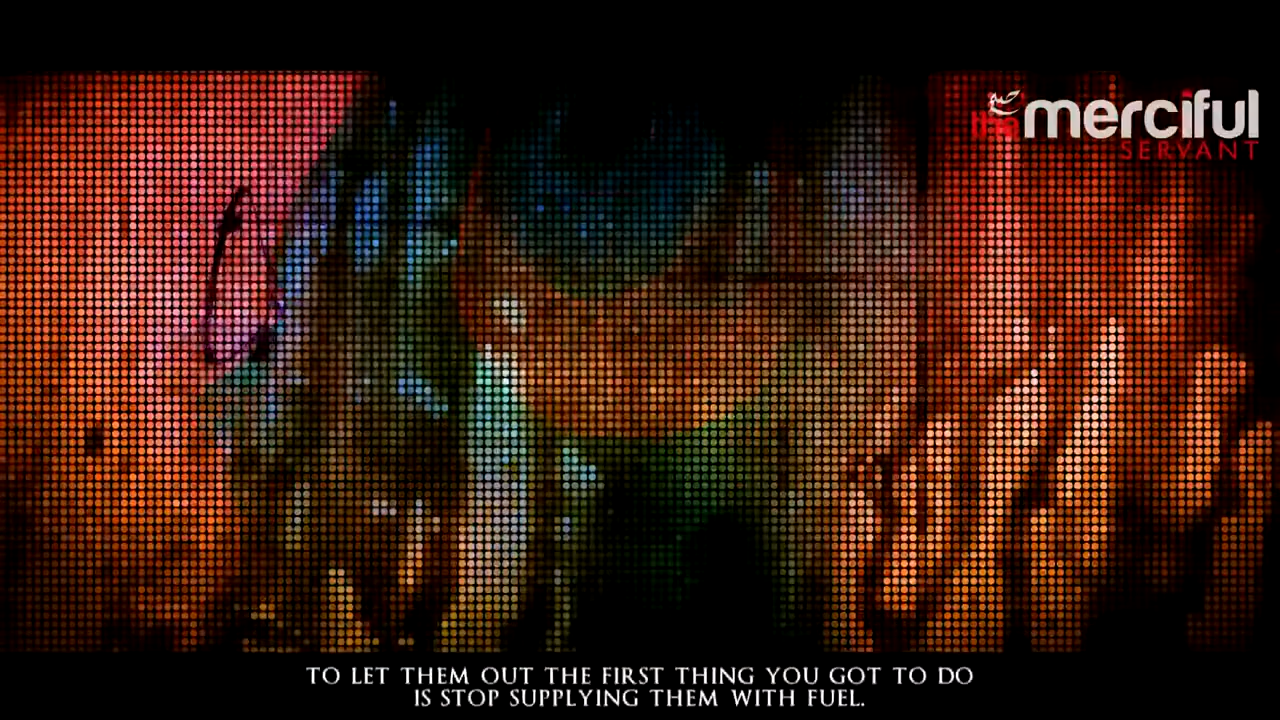 the merciful
SERVANT
TO LET THEM OUT THE FIRST THING YOU GOT TO DO
IS STOP SUPPLYING THEM WITH FUEL.